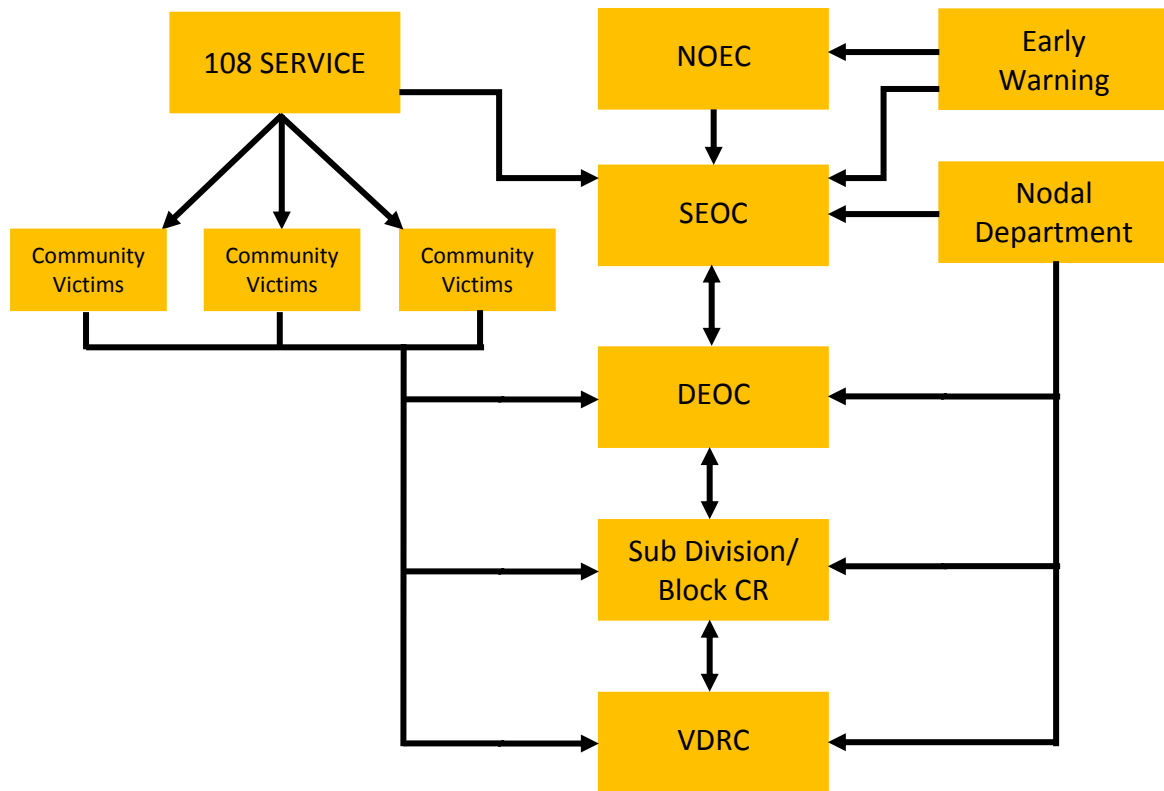 108 SERVICE
NOEC
Early
Warning
SEOC
Nodal
Department
Community
Victims
Community
Victims
Community
Victims
DEOC
Sub Division/
Block CR
VDRC